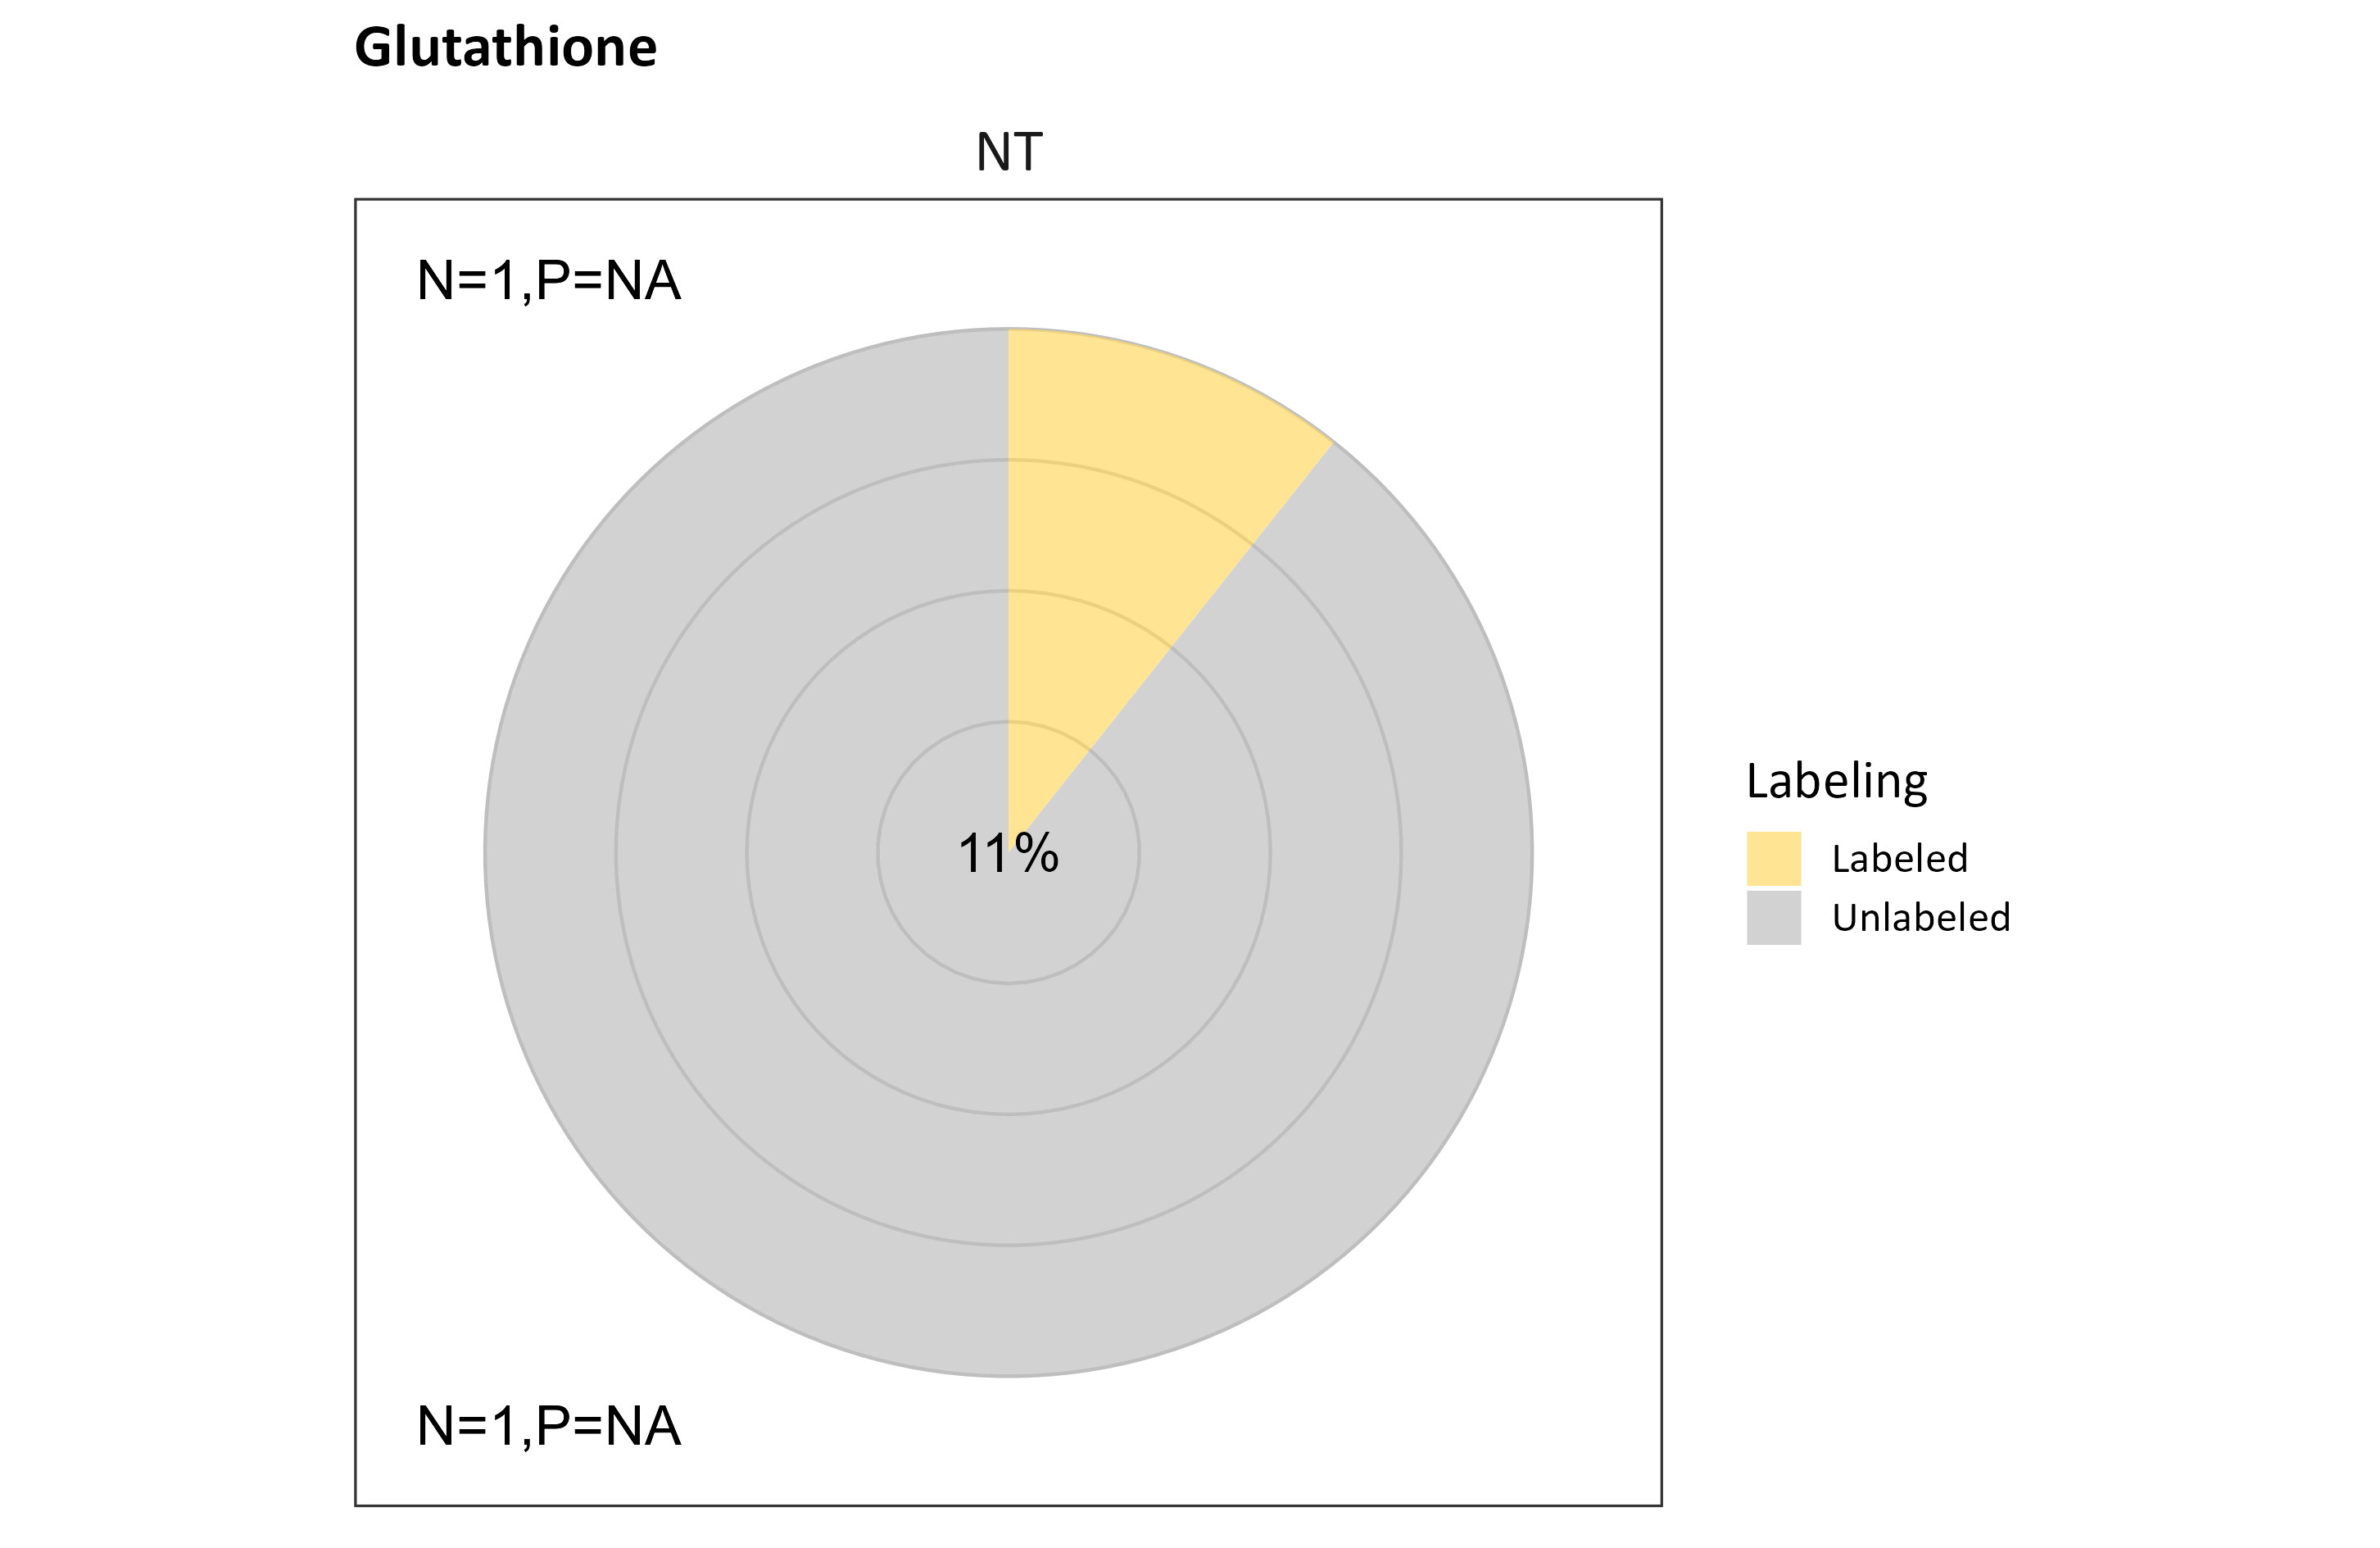 Glutathione
NT
N=1,P=NA
11%
Labeling
Labeled
Unlabeled
N=1,P=NA